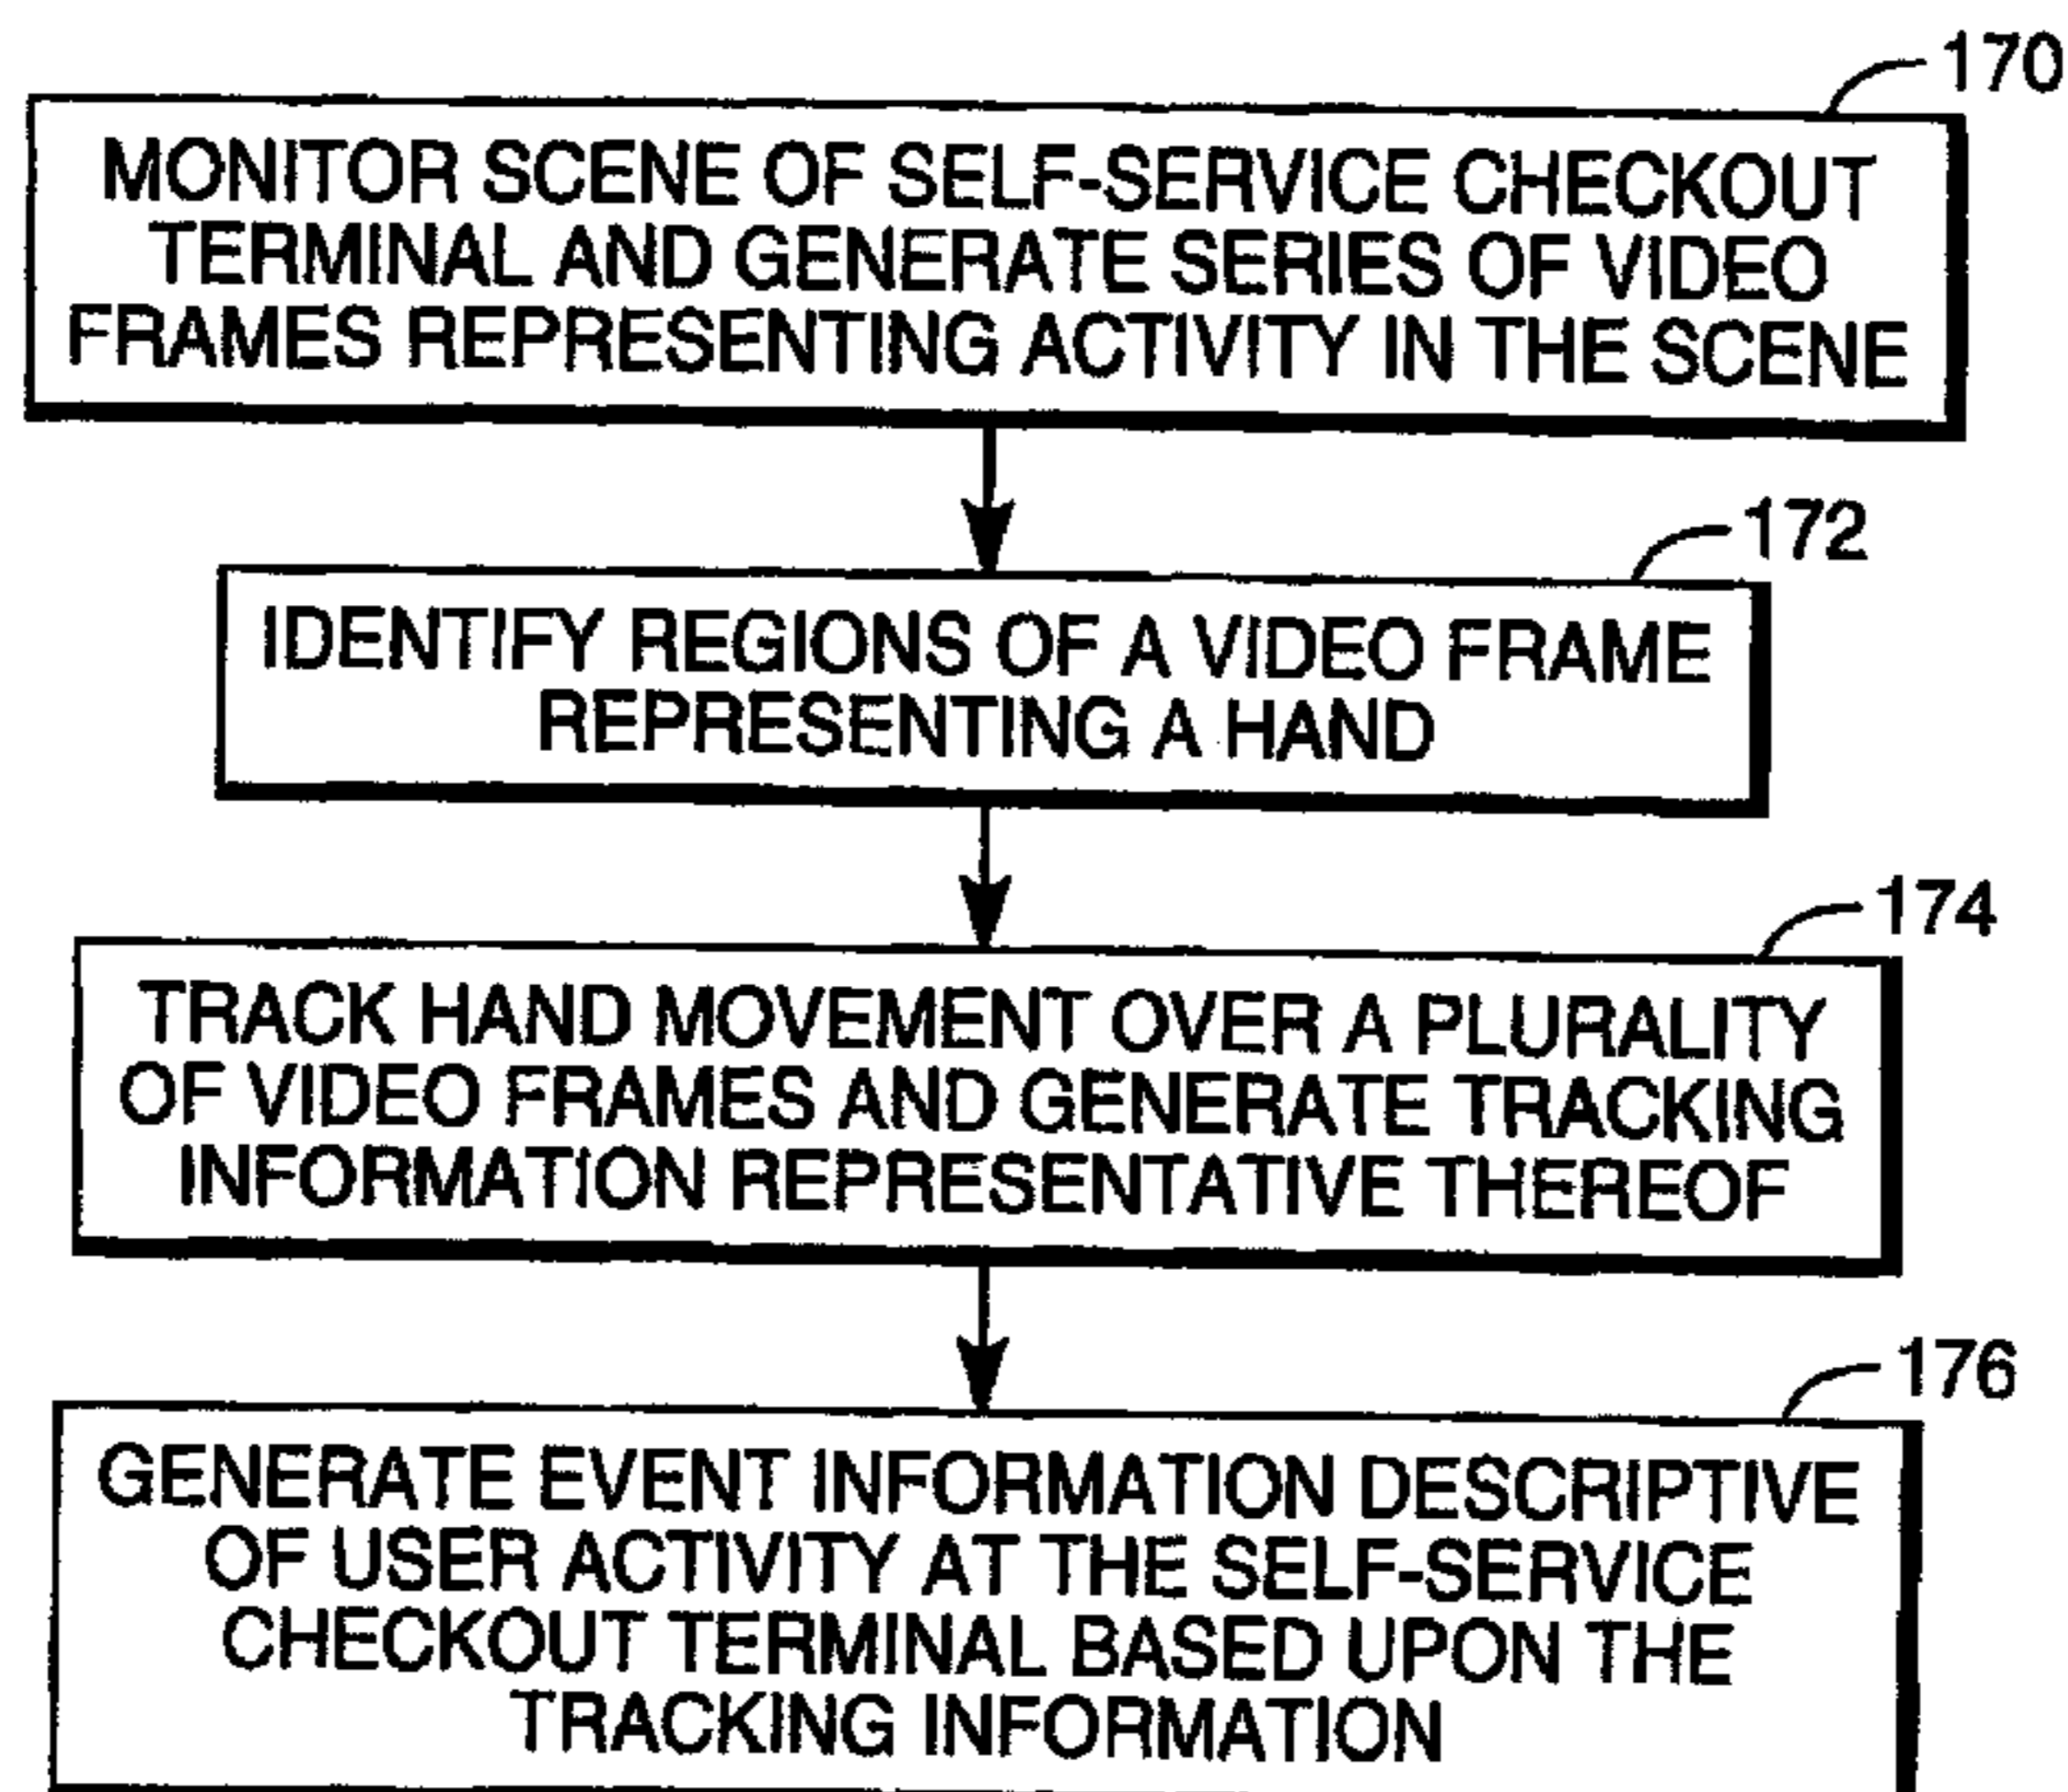 170
MONITOR SCENE OF SELF-SERVICE CHECKOUT
TERMINAL AND GENERATE SERIES OF VIDEO
FRAMES REPRESENTING ACTIVITY IN THE SCENE
172
IDENTIFY REGIONS OF A VIDEO FRAME
REPRESENTING A HAND
174
TRACK HAND MOVEMENT OVER A PLURALITY
OF VIDEO FRAMES AND GENERATE TRACKING
INFORMATION REPRESENTATIVE THEREOF
176
GENERATE EVENT INFORMATION DESCRIPTIVE
OF USER ACTIVITY AT THE SELF-SERVICE
CHECKOUT TERMINAL BASED UPON THE
TRACKING INFORMATION